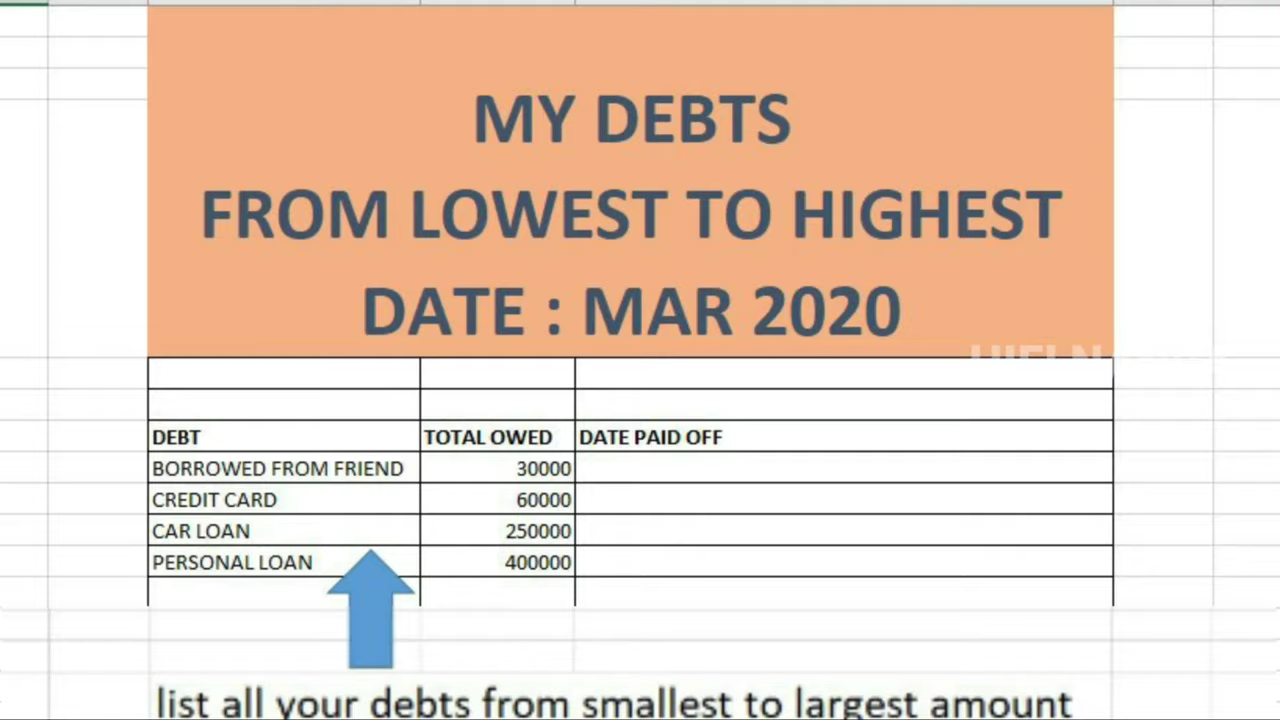 MY DEBTS
FROM LOWEST TO HIGHEST
DATE : MAR 2020
DEBT TOTAL OWED DATE PAID OFF
BORROWED FROM FRIEND 30000
CREDIT CARD 60000
CAR LOAN 250000
PERSONAL LOAN 400000
list all your debts from smallest to largest amount